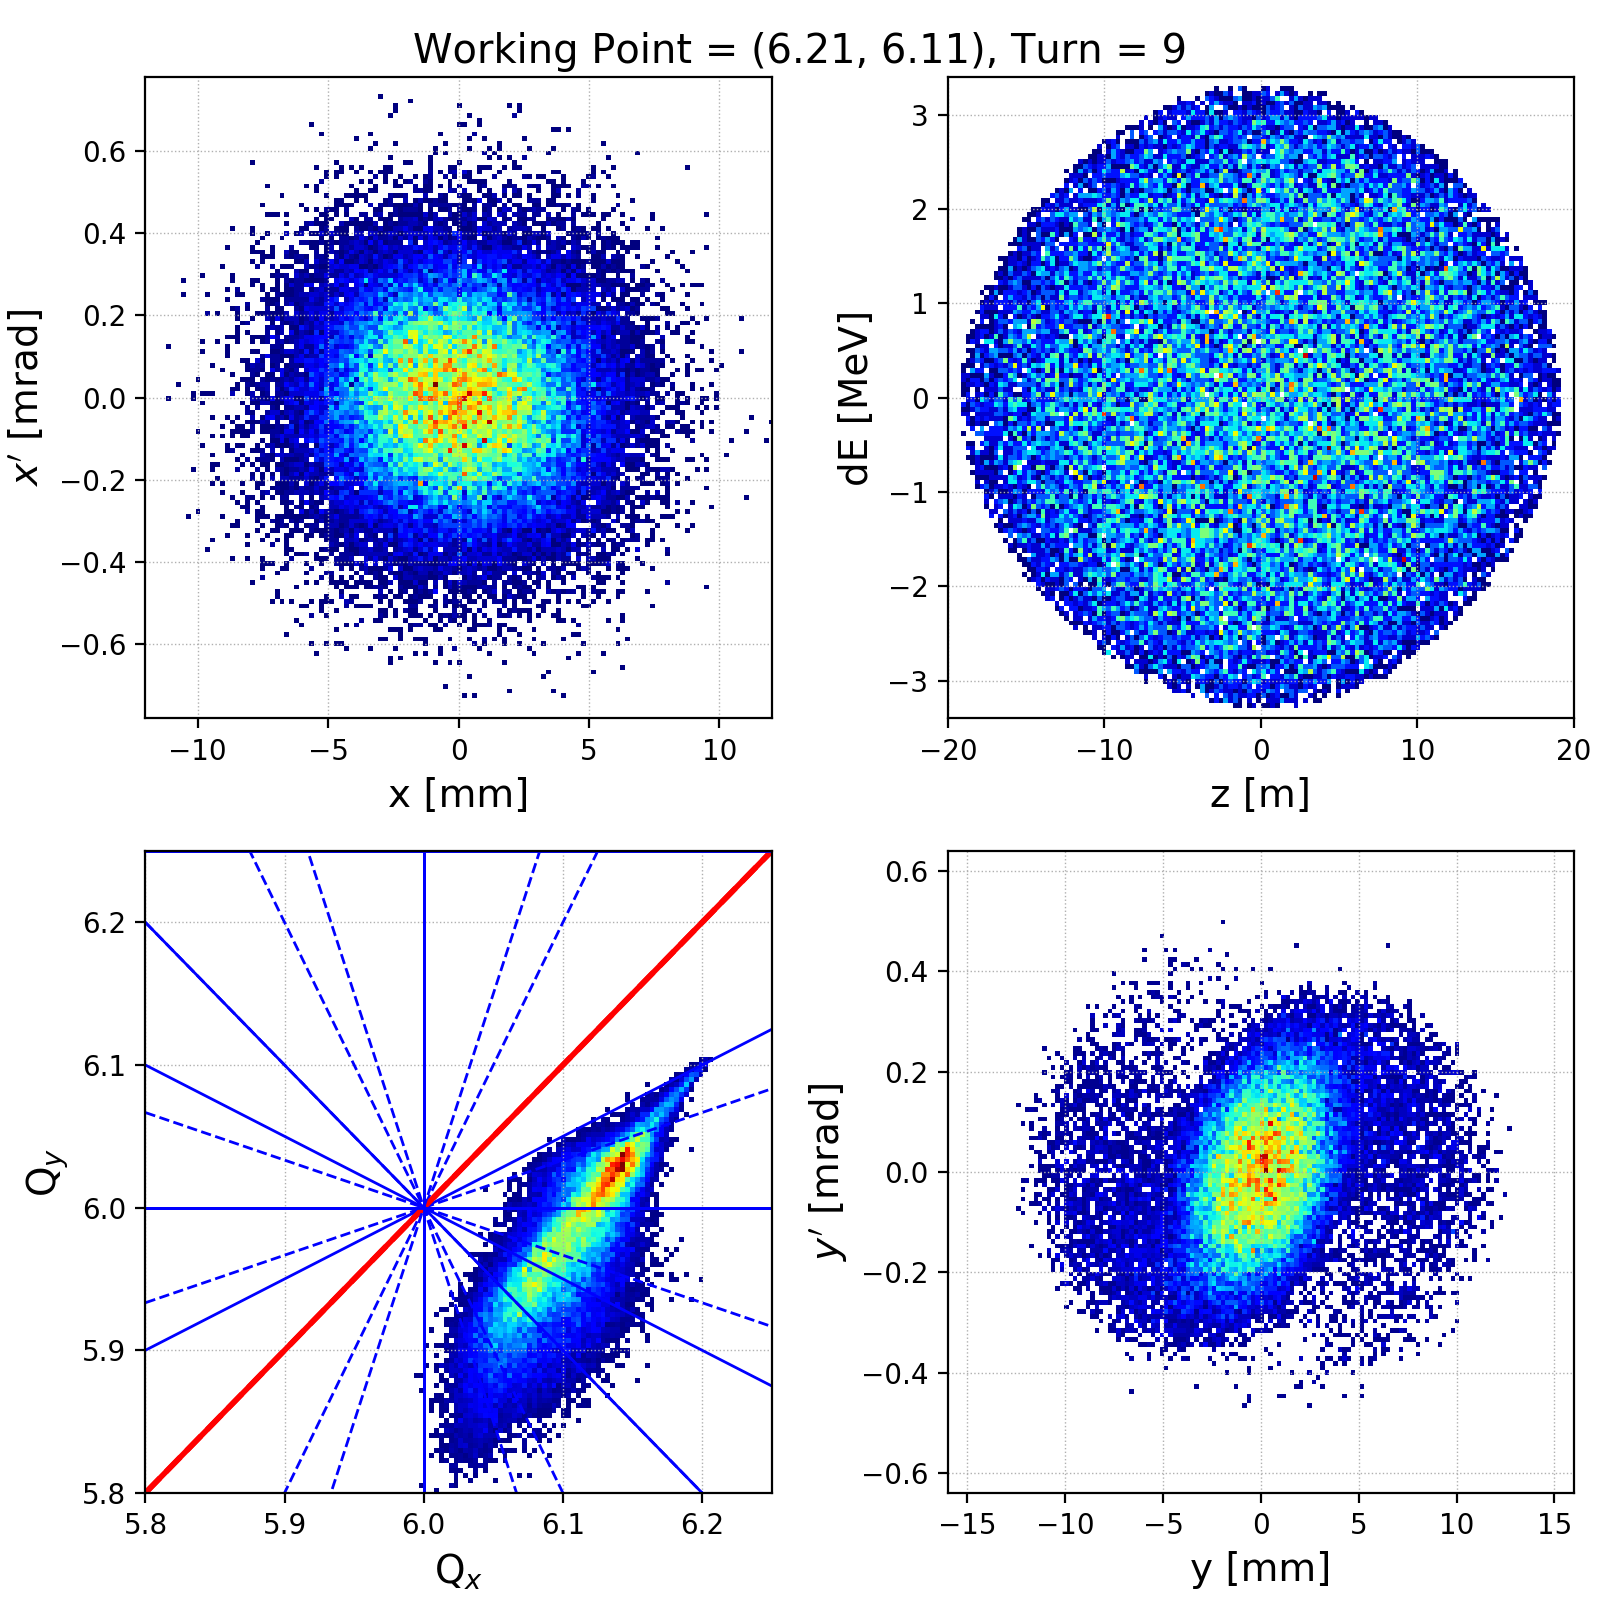 Working Point = (6.21, 6.11), Turn = 9
0.6
0.4
0.2
0.0
−0.2
−0.4
−0.6
x′ [mrad]
−10 −5 0 5 10
x [mm]
3
2
1
0
−1
−2
−3
dE [MeV]
−20 −10 0 10 20
z [m]
6.2
6.1
6.0
5.9
5.8
Qy
5.8 5.9 6.0 6.1 6.2
Qx
0.6
0.4
0.2
0.0
−0.2
−0.4
−0.6
y′ [mrad]
−15 −10 −5 0 5 10 15
y [mm]